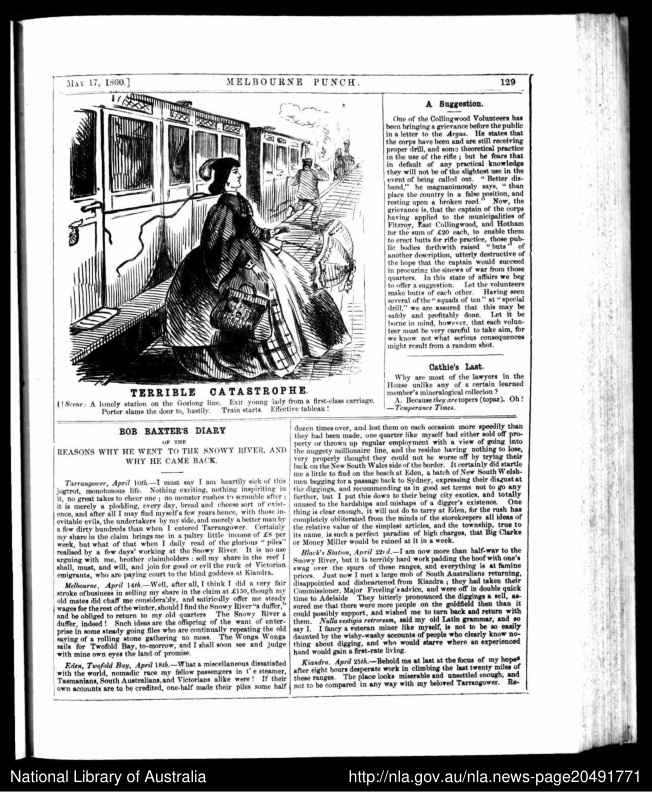 May 17, 1860.]
MELBOURNE PUNCH.
129
TERRIBLE CATASTROPHE.
Scene: A lonely station on the Geelong line. Exit young lady from a first-class carriage.
Porter slams the door to, hastily. Train starts. Effective tableau!
A Suggestion.
One of the Collingwood Volunteers has
been bringing a grievance before the public
in a letter to the Argus. He states that
the corps have been and are still receiving
proper drill, and some theoretical practice
in the use of the rifle; but he fears that
in default of any practical knowledge
they will not be of the slightest use in the
event of being called out. "Better dis-
band," he magnanimously says, "than
place the country in a false position, and
resting upon a broken reed." Now, the
grievance is, that the captain of the corps
having applied to the municipalities of
Fitzroy, East Collingwood, and Hotham
for the sum of £20 each, to enable them
to erect butts for rifle practice, those pub-
lic bodies forthwith raised "buts" of
another description, utterly destructive of
the hope that the captain would succeed
in procuring the sinews of war from those
quarters. In this state of affairs we beg
to offer a suggestion. Let the volunteers
make butts of each other. Having seen
several of the "squads of ten" at "special
drill," we are assured that this may be
safely and profitably done. Let it be
borne in mind, however, that each volun-
teer must be very careful to take aim, for
we know not what serious consequences
might result from a random shot.
Cathie's Last.
Why are most of the lawyers in the
House unlike any of a certain learned
member's mineralogical collecion?
A. Because they are topers (topaz). Oh!
—Temperance Times.
BOB BAXTER'S DIARY
OF THE
REASONS WHY HE WENT TO THE SNOWY RIVER, AND
WHY HE CAME BACK.
Tarrangower, April 10th.—I must say I am heartily sick of this
jogtrot, monotonous life. Nothing exciting, nothing inspiriting in
it, no great takes to cheer one; no monster rushes to scramble after;
it is merely a plodding, every day, bread and cheese sort of exist-
ence, and after all I may find myself a few years hence, with those in-
evitable evils, the undertakers by my side, and merely a better man by
a few dirty hundreds than when I entered Tarrangower. Certainly
my share in the claim brings me in a paltry little income of £8 per
week, but what of that when I daily read of the glorious "piles"
realised by a few days' working at the Snowy River. It is no use
arguing with me, brother claimholders; sell my share in the reef I
shall, must, and will, and join for good or evil the ruck of Victorian
emigrants, who are paying court to the blind goddess at Kiandra.
Melbourne, April 14th.—Well, after all, I think I did a very fair
stroke of business in selling my share in the claim at £150, though my
old mates did chaff me considerably, and satirically offer me steady
wages for the rest of the winter, should I find the Snowy River "a duffer,"
and be obliged to return to my old quarters The Snowy River a
duffer, indeed! Such ideas are the offspring of the want of enter-
prise in some steady going files who are continually repeating the old
saying of a rolling stone gathering no moss. The Wonga Wonga
sails for Twofold Bay, to-morrow, and I shall soon see and judge
with mine own eyes the land of promise.
Eden, Twofold Bay, April 18th.—What a miscellaneous dissatisfied
with the world, nomadic race my fellow passengers in t' e steamer,
Tasmanians, South Australians, and Victorians alike were! If their
own accounts are to be credited, one-half made their piles some half
dozen times over, and lost them on each occasion more speedily than
they had been made, one quarter like myself had either sold off pro-
perty or thrown up regular employment with a view of going into
the nuggety millionaire line, and the residue having nothing to lose,
very properly thought they could not be worse off by trying their
luck on the New South Wales side of the border. It certainly did startle
me a little to find on the beach at Eden, a batch of New South Welsh-
men begging for a passage back to Sydney, expressing their disgust at
the diggings, and recommending us in good set terms not to go any
further, but I put this down to their being city exotics, and totally
unused to the hardships and mishaps of a digger's existence. One
thing is clear enough, it will not do to tarry at Eden, for the rush has
completely obliterated from the minds of the storekeepers all ideas of
the relative value of the simplest articles, and the township, true to
its name, is such a perfect paradise of high charges, that Big Clarke
or Money Miller would be ruined at it in a week.
Black's Station, April 22nd.—I am now more than half-way to the
Snowy River, but it is terribly hard work padding the hoof with one's
swag over the spurs of these ranges, and everything is at famine
prices. Just now I met a large mob of South Australians returning,
disappointed and disheartened from Kiandra; they had taken their
Commissioner, Major Freeling's advice, and were off in double quick
time to Adelaide They bitterly pronounced the diggings a sell, as-
sured me that there were more people on the goldfield then than it
could possibly support, and wished me to turn back and return with
them. Nulla vestigia retrorsum, said my old Latin grammar, and so
say I. I fancy a veteran miner like myself, is not to be so easily
daunted by the wishy-washy accounts of people who clearly know no-
thing about digging, and who would starve where an experienced
hand would gain a first-rate living.
Kiandra, April 25th.—Behold me at last at the focus of my hopes
after eight hours desperate work in climbing the last twenty miles of
these ranges. The place looks miserable and unsettled enough, and
not to be compared in any way with my beloved Tarrangower. Re-
National Library of Australia
http://nla.gov.au/nla.news-page20491771